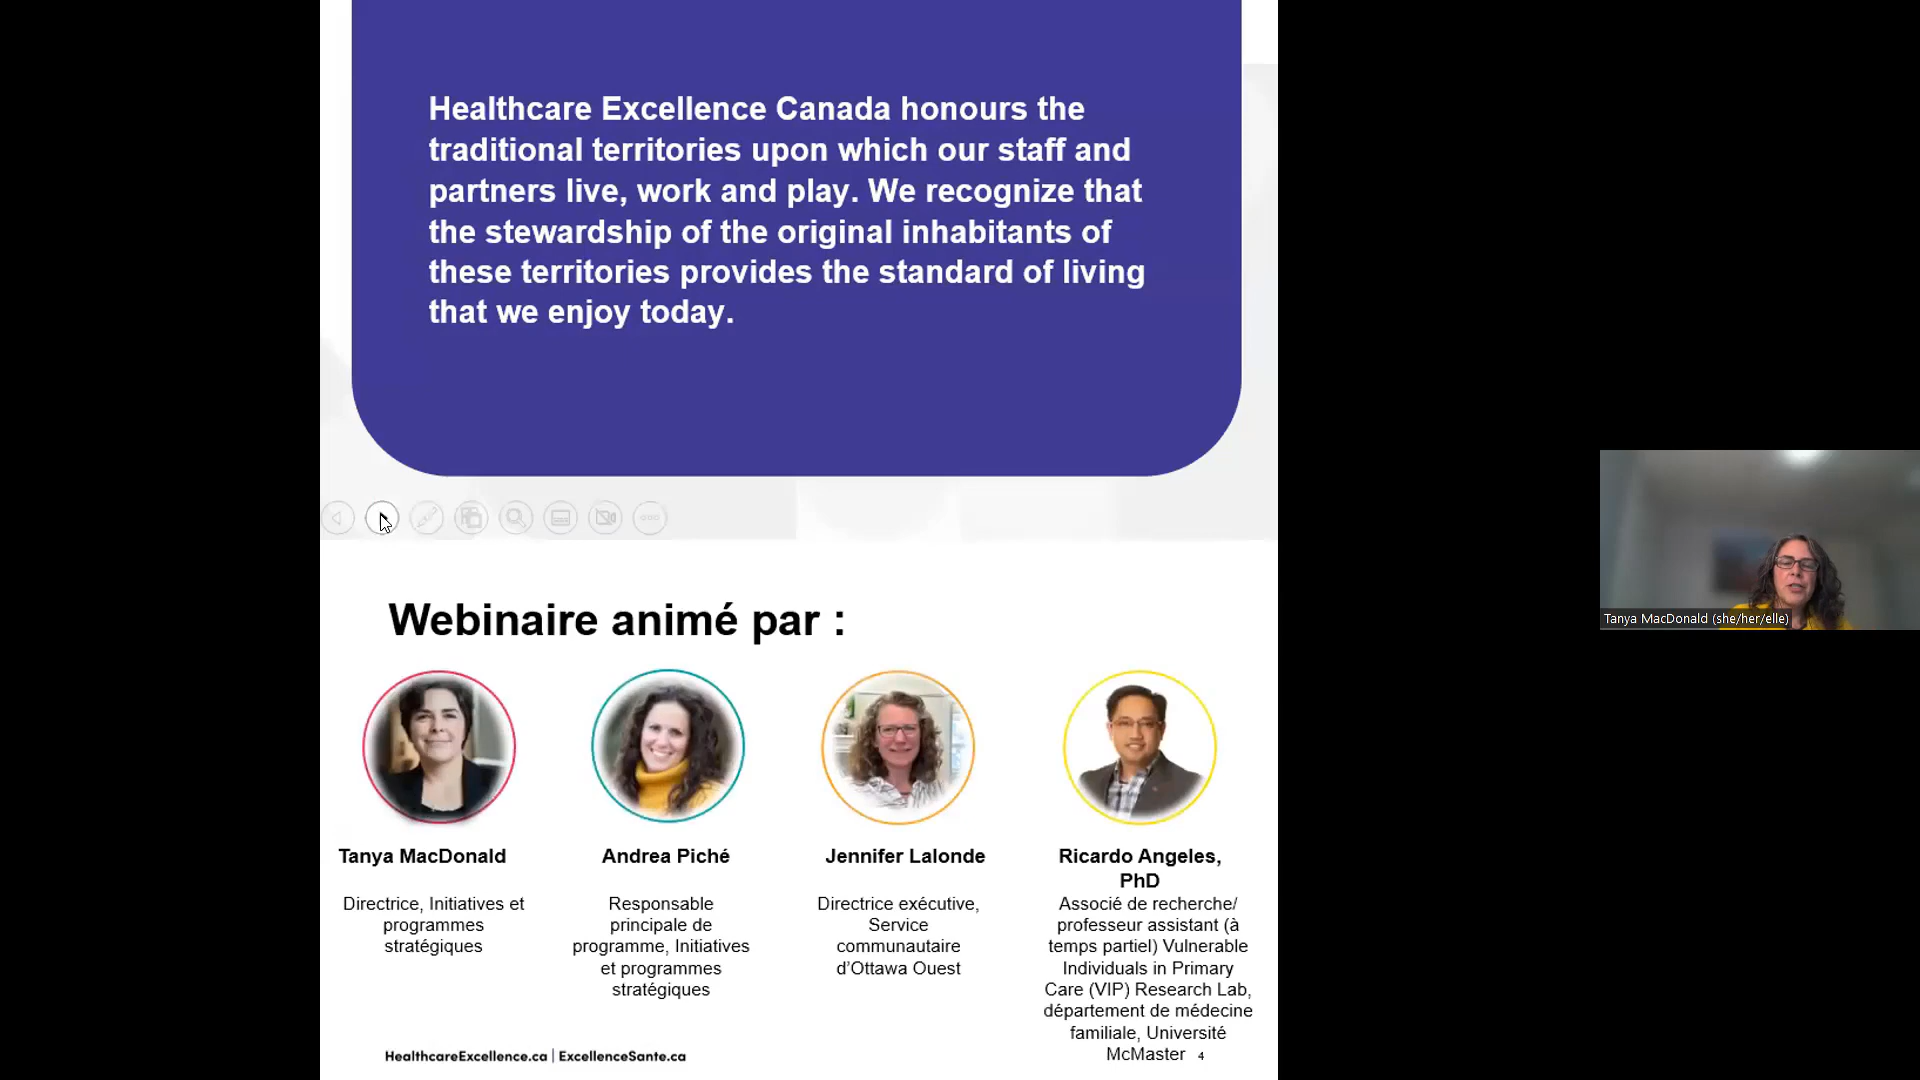 Healthcare Excellence Canada honours the
traditional territories upon which our staff and
partners live, work and play. We recognize that
the stewardship of the original inhabitants of
these territories provides the standard of living
that we enjoy today.
Tanya MacDonald (she/her/elle)
Webinaire animé par :
Tanya MacDonald
Directrice, Initiatives et
programmes
stratégiques
Andrea Piché
Responsable
principale de
programme, Initiatives
et programmes
stratégiques
Jennifer Lalonde
Directrice exécutive,
Service
communautaire
d’Ottawa Ouest
Ricardo Angeles,
PhD
Associé de recherche/
professeur assistant (à
temps partiel) Vulnerable
Individuals in Primary
Care (VIP) Research Lab,
département de médecine
familiale, Université
McMaster
HealthcareExcellence.ca | ExcellenceSante.ca
4